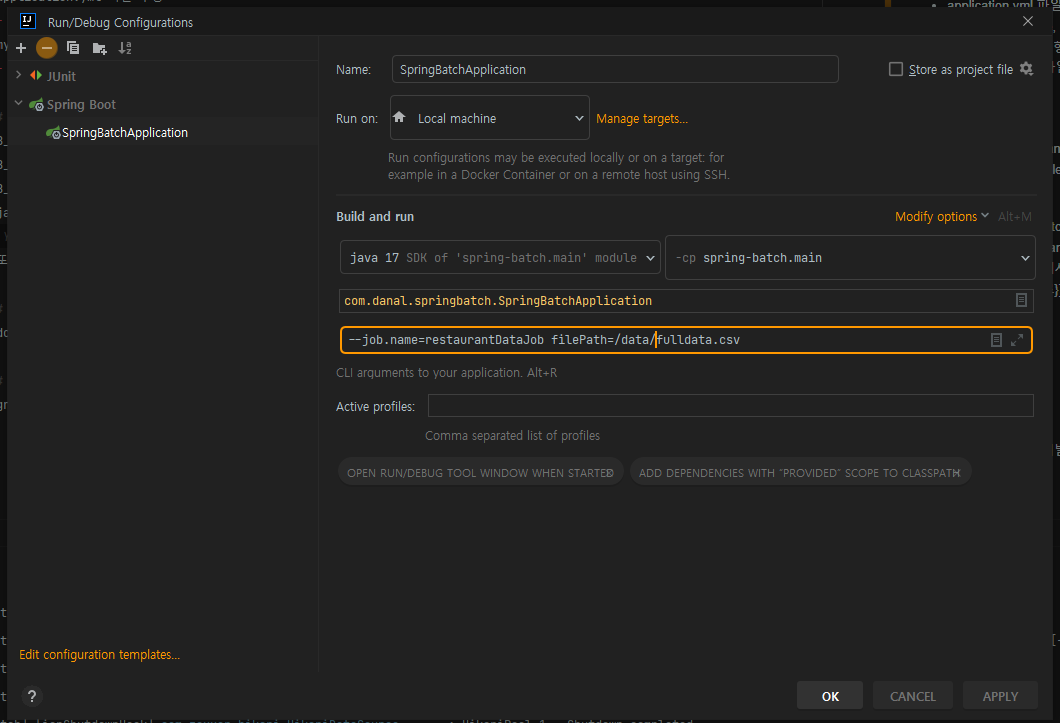 application.yml 파일
Run/Debug Configurations
JUnit
Spring Boot
SpringBatchApplication
Name:
SpringBatchApplication
Store as project file
Run on:
Local machine
Manage targets...
Run configurations may be executed locally or on a target: for
example in a Docker Container or on a remote host using SSH.
Build and run
Modify options
Alt+M
java 17 SDK of 'spring-batch.main' module
-cp spring-batch.main
com.danal.springbatch.SpringBatchApplication
--job.name=restaurantDataJob filePath=/data/fulldata.csv
CLI arguments to your application. Alt+R
Active profiles:
Comma separated list of profiles
OPEN RUN/DEBUG TOOL WINDOW WHEN STARTED
ADD DEPENDENCIES WITH "PROVIDED" SCOPE TO CLASSPATH
Edit configuration templates...
?
OK
CANCEL
APPLY